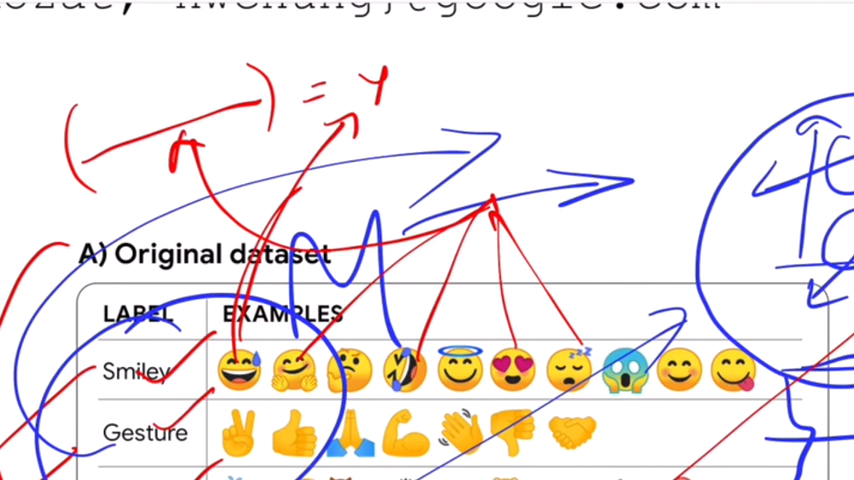 = y
A) Original dataset
M
LABEL EXAMPLES
Smiley
Gesture